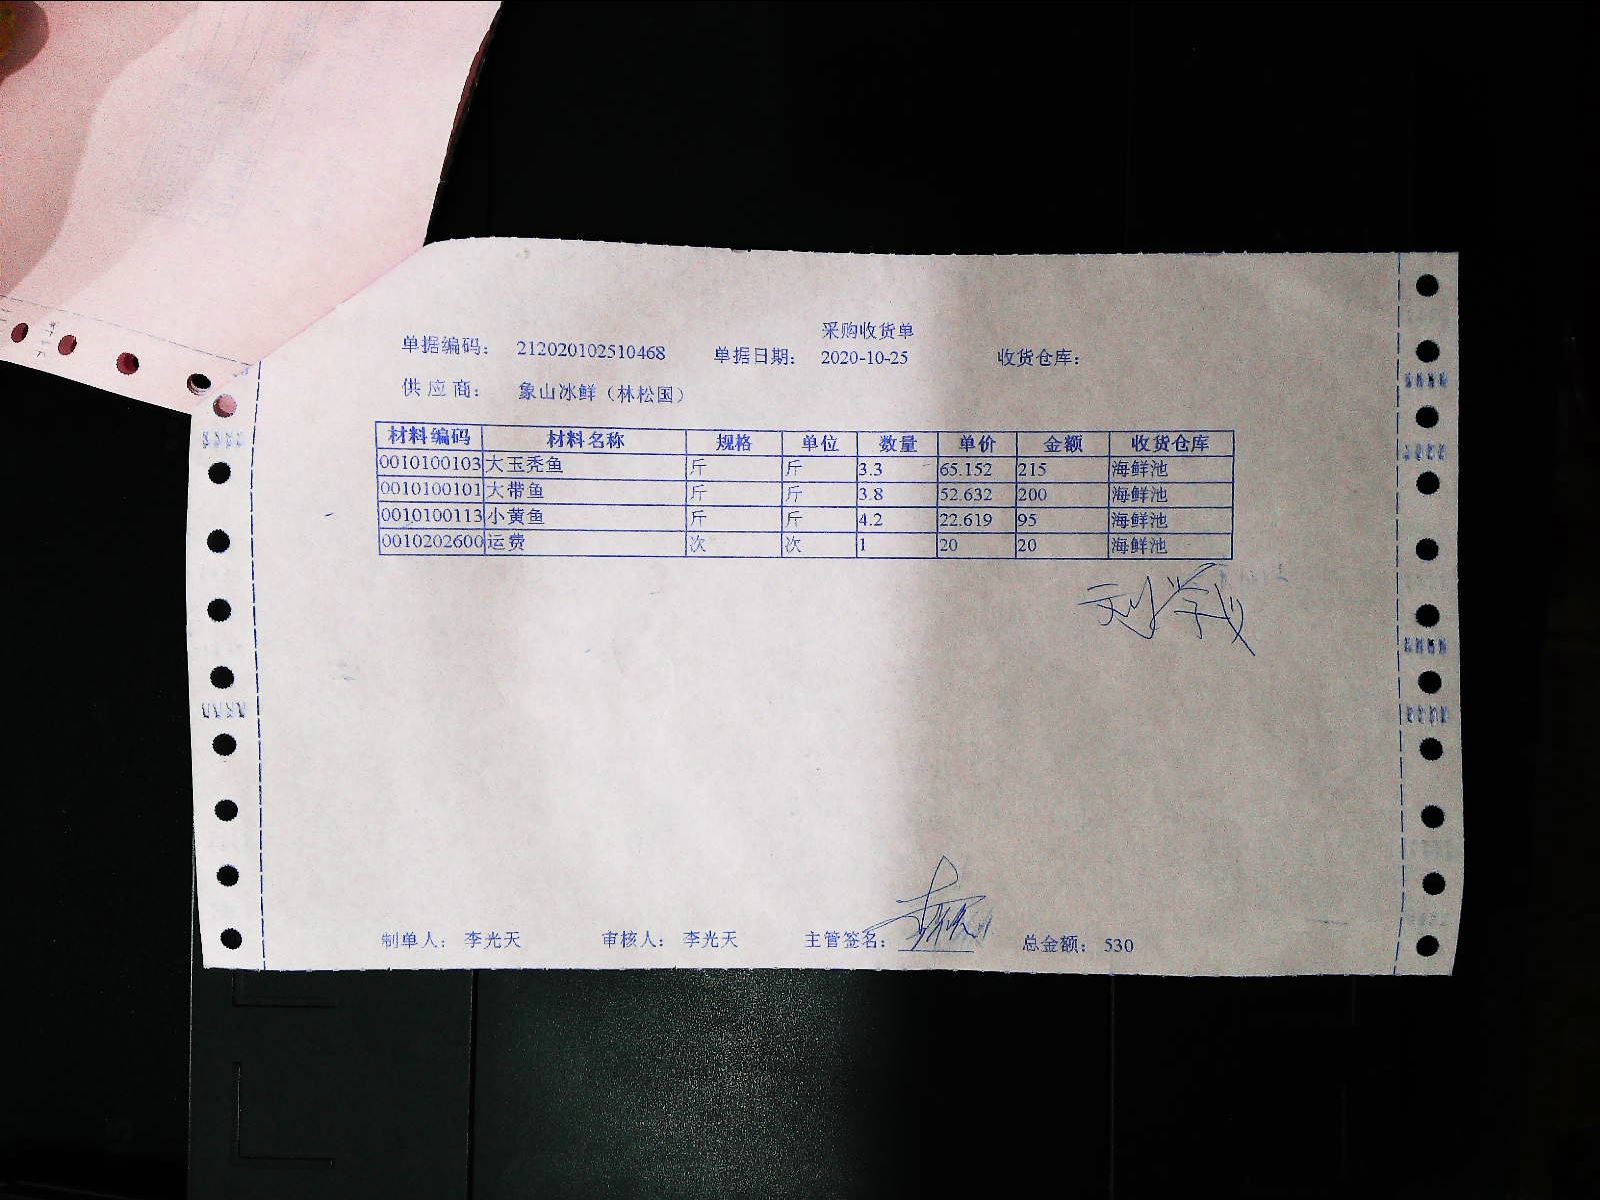 采购收货单
单据编码： 212020102510468 单据日期： 2020-10-25 收货仓库：
供应商： 象山冰鲜（林松国）
材料编码 材料名称 规格 单位 数量 单价 金额 收货仓库
0010100103 大玉秃鱼 斤 斤 3.3 65.152 215 海鲜池
0010100101 大带鱼 斤 斤 3.8 52.632 200 海鲜池
0010100113 小黄鱼 斤 斤 4.2 22.619 95 海鲜池
0010202600 运费 次 次 1 20 20 海鲜池
制单人： 李光天 审核人： 李光天 主管签名： 总金额： 530